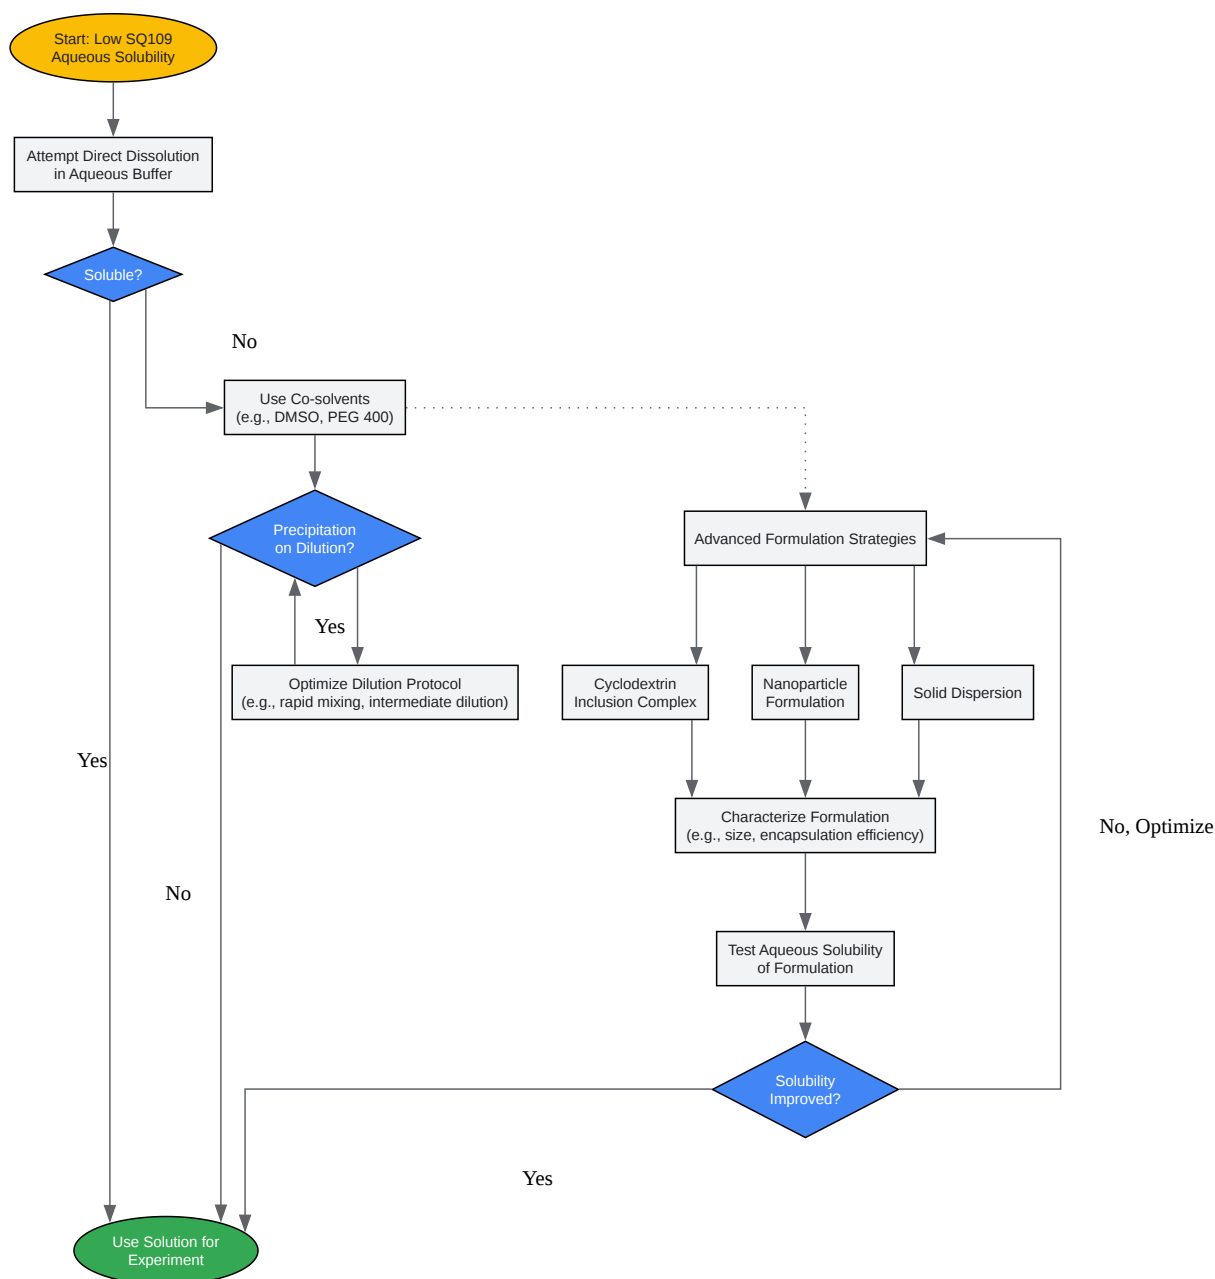 Start: Low SQ109
Aqueous Solubility
Attempt Direct Dissolution
in Aqueous Buffer
Soluble?
No
Use Co-solvents
(e.g., DMSO, PEG 400)
Precipitation
on Dilution?
Advanced Formulation Strategies
Yes
Optimize Dilution Protocol
(e.g., rapid mixing, intermediate dilution)
Cyclodextrin
Inclusion Complex
Nanoparticle
Formulation
Solid Dispersion
Yes
Characterize Formulation
(e.g., size, encapsulation efficiency)
No, Optimize
No
Test Aqueous Solubility
of Formulation
Solubility
Improved?
Yes
Use Solution for
Experiment